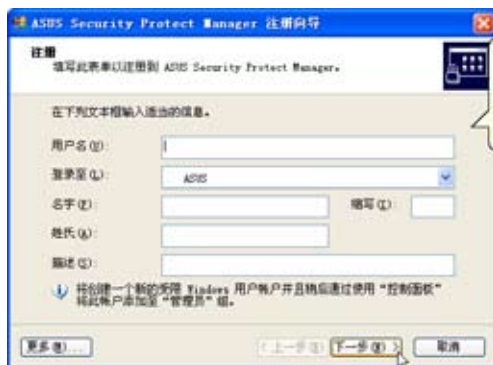 ASUS Security Protect Manager 注册向导
注册
填写此表单以注册到 ASUS Security Protect Manager。
在下列文本框输入适当的信息。
用户名(U):
登录至(L): ASUS
名字(F): 缩写(I):
姓氏(A):
描述(S):
将创建一个新的受限 Windows 用户帐户并且稍后通过使用“控制面板”
将此帐户添加至“管理员”组。
更多(M)... <上一步(B) 下一步(N)> 取消